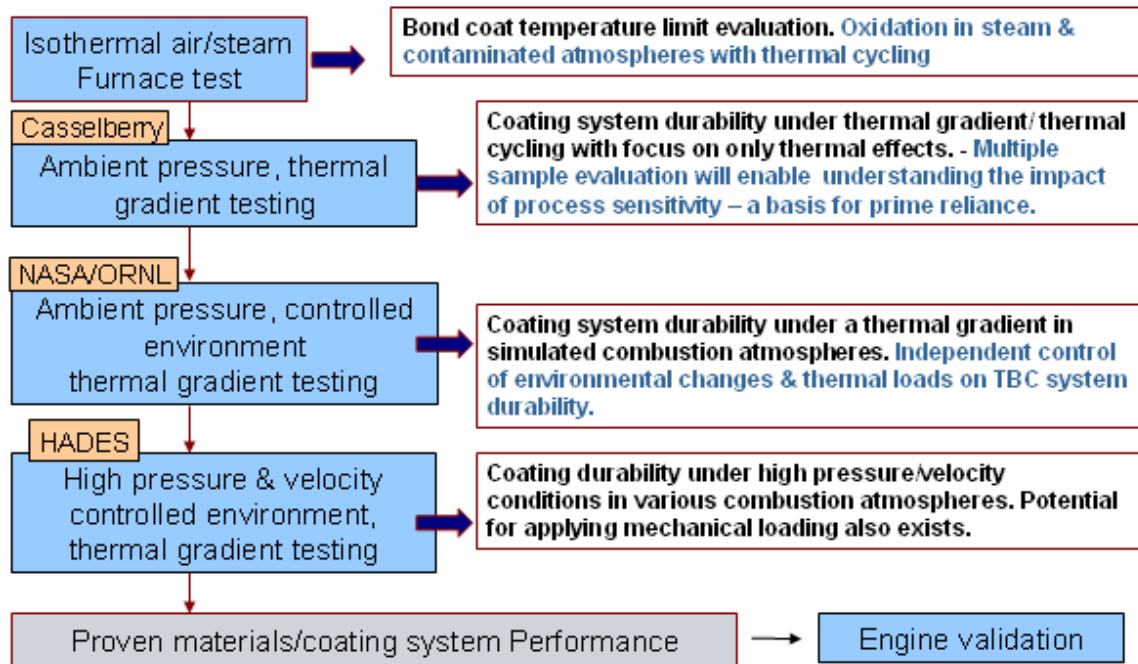 Isothermal air/steam
Furnace test
Bond coat temperature limit evaluation. Oxidation in steam &
contaminated atmospheres with thermal cycling
Casselberry
Ambient pressure, thermal
gradient testing
Coating system durability under thermal gradient/ thermal
cycling with focus on only thermal effects. - Multiple
sample evaluation will enable understanding the impact
of process sensitivity – a basis for prime reliance.
NASA/ORNL
Ambient pressure, controlled
environment
thermal gradient testing
Coating system durability under a thermal gradient in
simulated combustion atmospheres. Independent control
of environmental changes & thermal loads on TBC system
durability.
HADES
High pressure & velocity
controlled environment,
thermal gradient testing
Coating durability under high pressure/velocity
conditions in various combustion atmospheres. Potential
for applying mechanical loading also exists.
Proven materials/coating system Performance
Engine validation